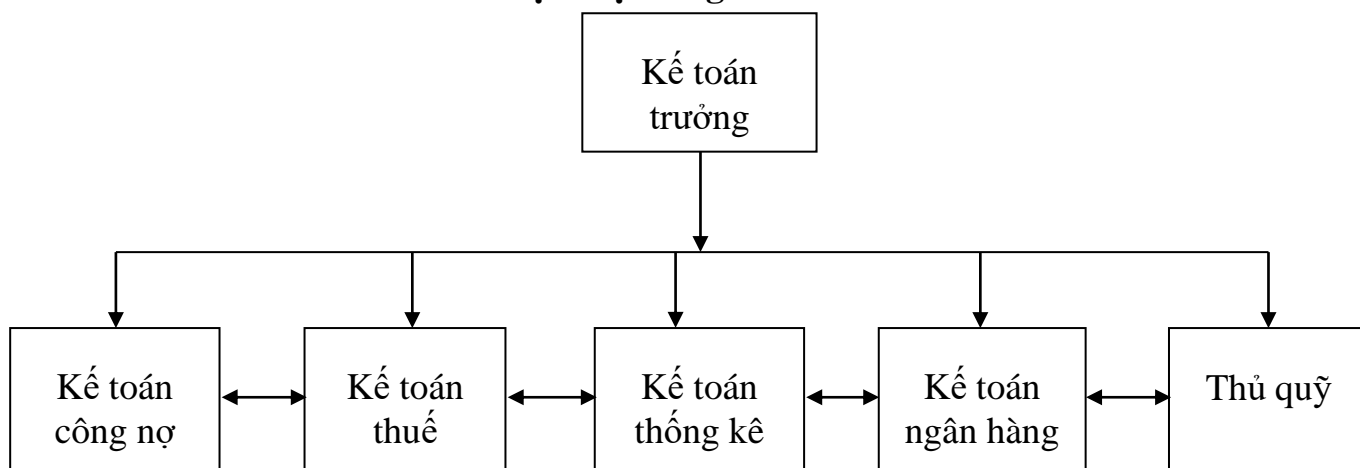 Kế toán
trưởng
Kế toán
công nợ
Kế toán
thuế
Kế toán
thống kê
Kế toán
ngân hàng
Thủ quỹ